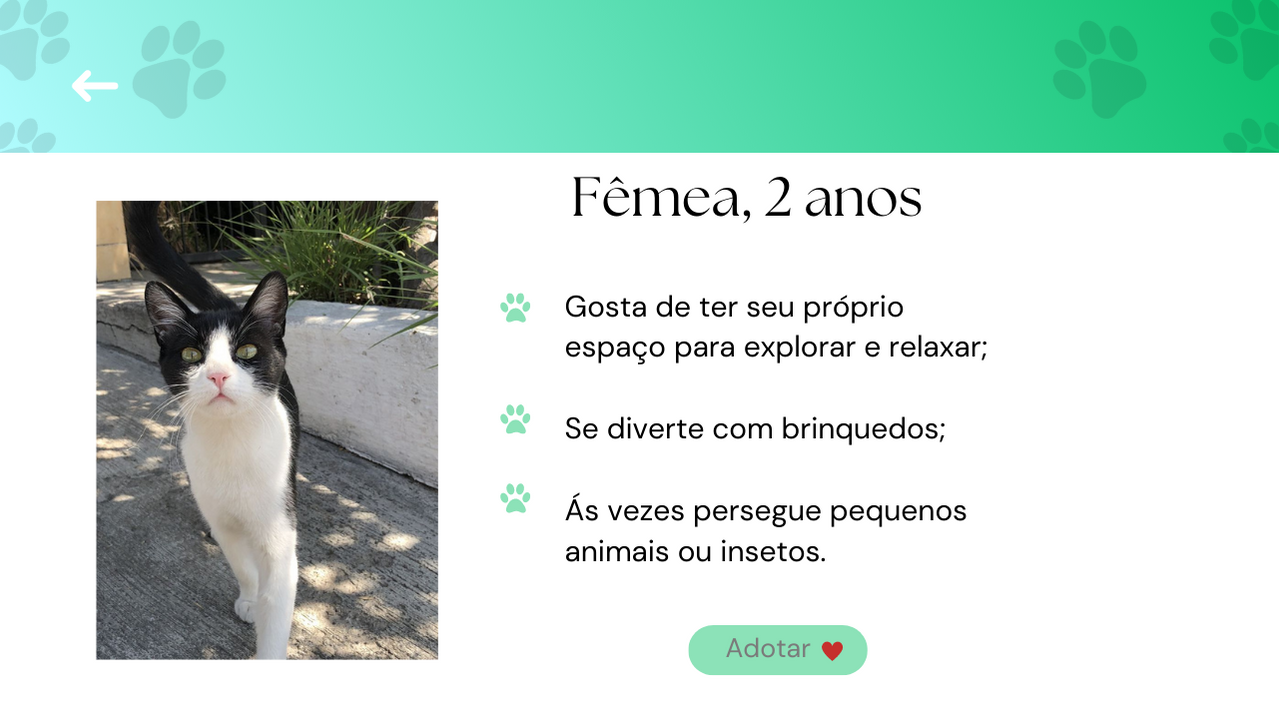 Fêmea, 2 anos
Gosta de ter seu próprio
espaço para explorar e relaxar;
Se diverte com brinquedos;
Ás vezes persegue pequenos
animais ou insetos.
Adotar